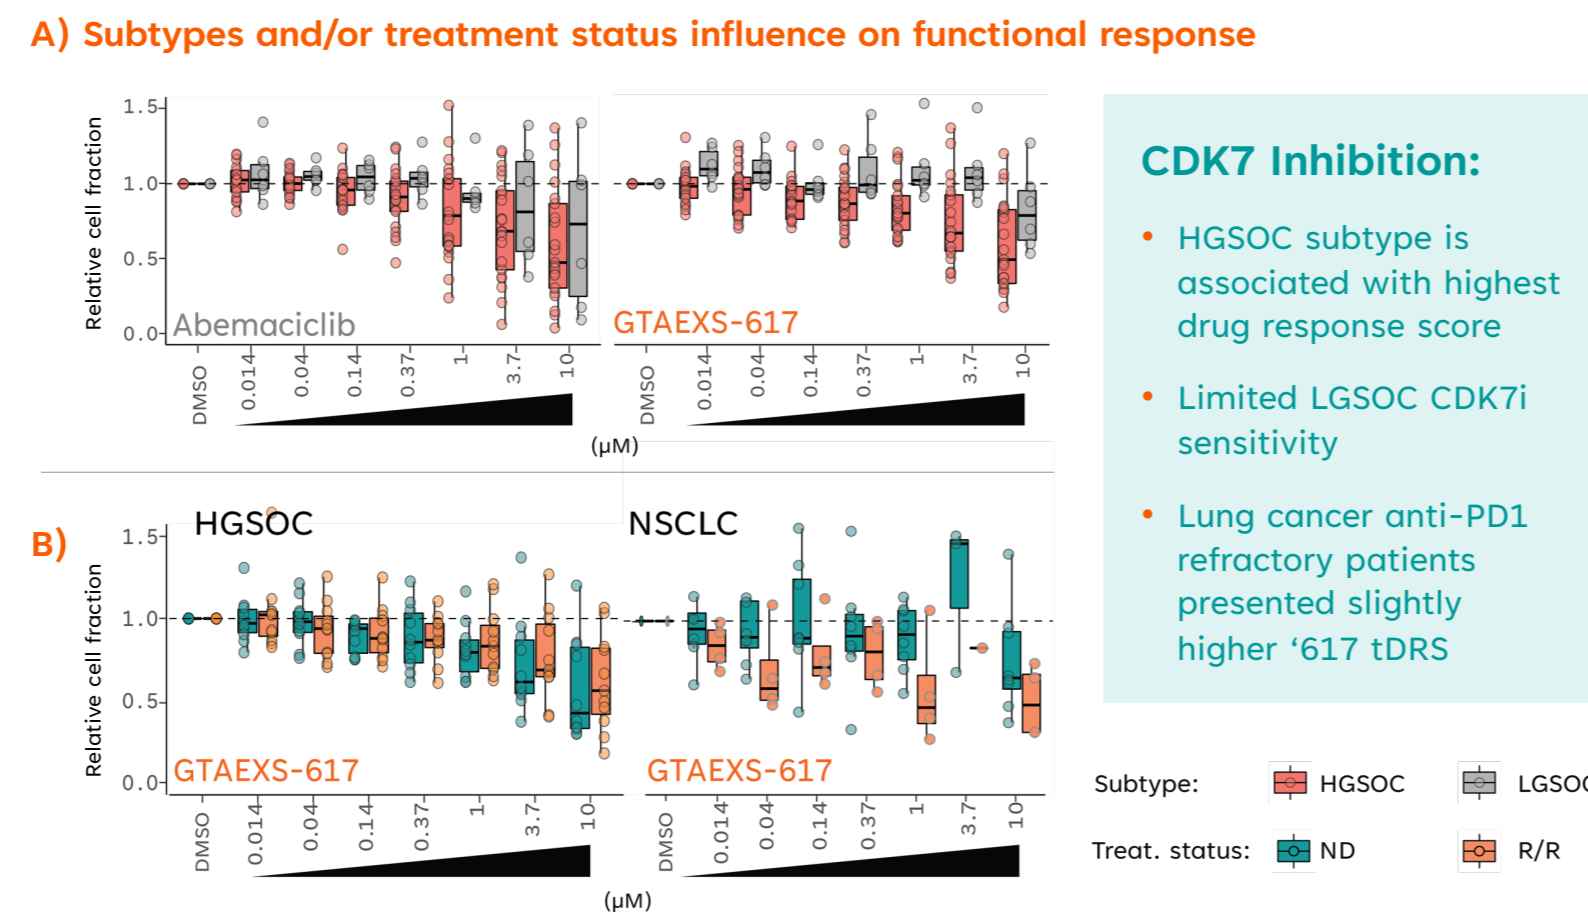 A) Subtypes and/or treatment status influence on functional response
Relative cell fraction
1.5
1.0
0.5
0.0
Abemaciclib
GTAEXS-617
DMSO
0.014
0.04
0.14
0.37
1
3.7
10
DMSO
0.014
0.04
0.14
0.37
1
3.7
10
(µM)
B)
HGSOC
NSCLC
Relative cell fraction
1.5
1.0
0.5
0.0
GTAEXS-617
GTAEXS-617
DMSO
0.014
0.04
0.14
0.37
1
3.7
10
DMSO
0.014
0.04
0.14
0.37
1
3.7
10
(µM)
CDK7 Inhibition:
• HGSOC subtype is
associated with highest
drug response score
• Limited LGSOC CDK7i
sensitivity
• Lung cancer anti-PD1
refractory patients
presented slightly
higher ‘617 tDRS
Subtype: HGSOC LGSOC
Treat. status: ND R/R